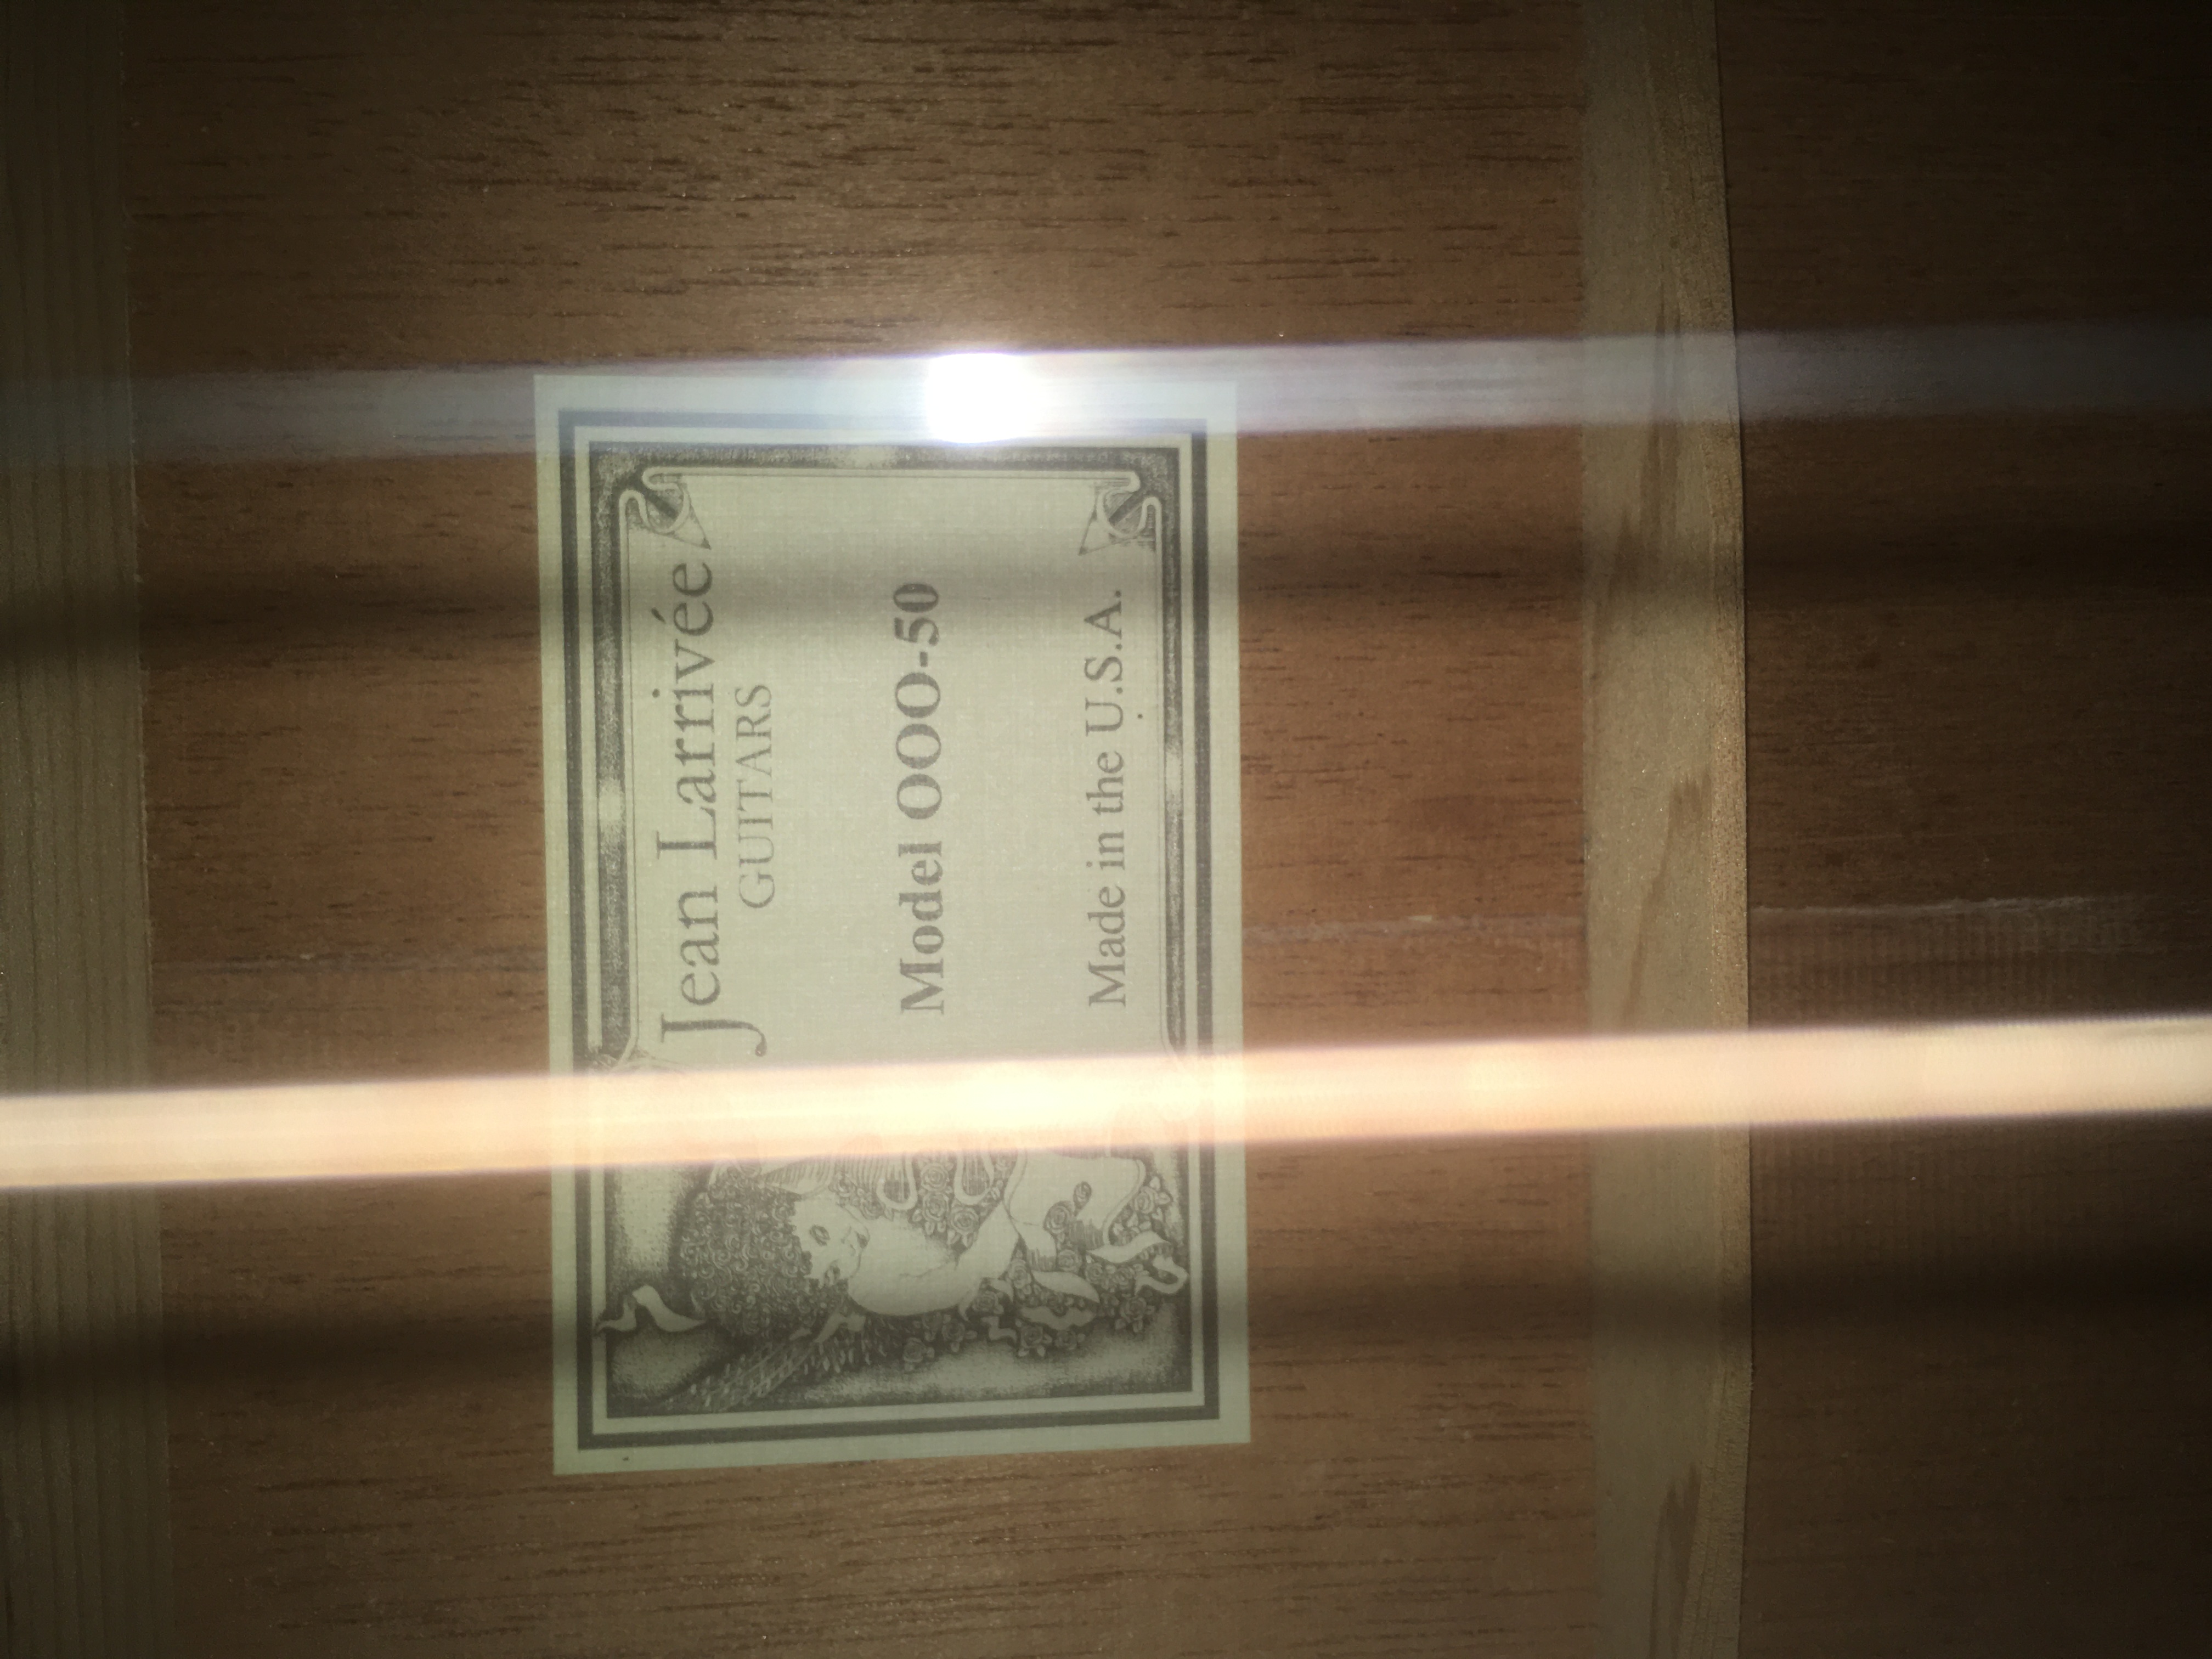 Jean Larrivée
GUITARS
Model OOO-50
Made in the U.S.A.